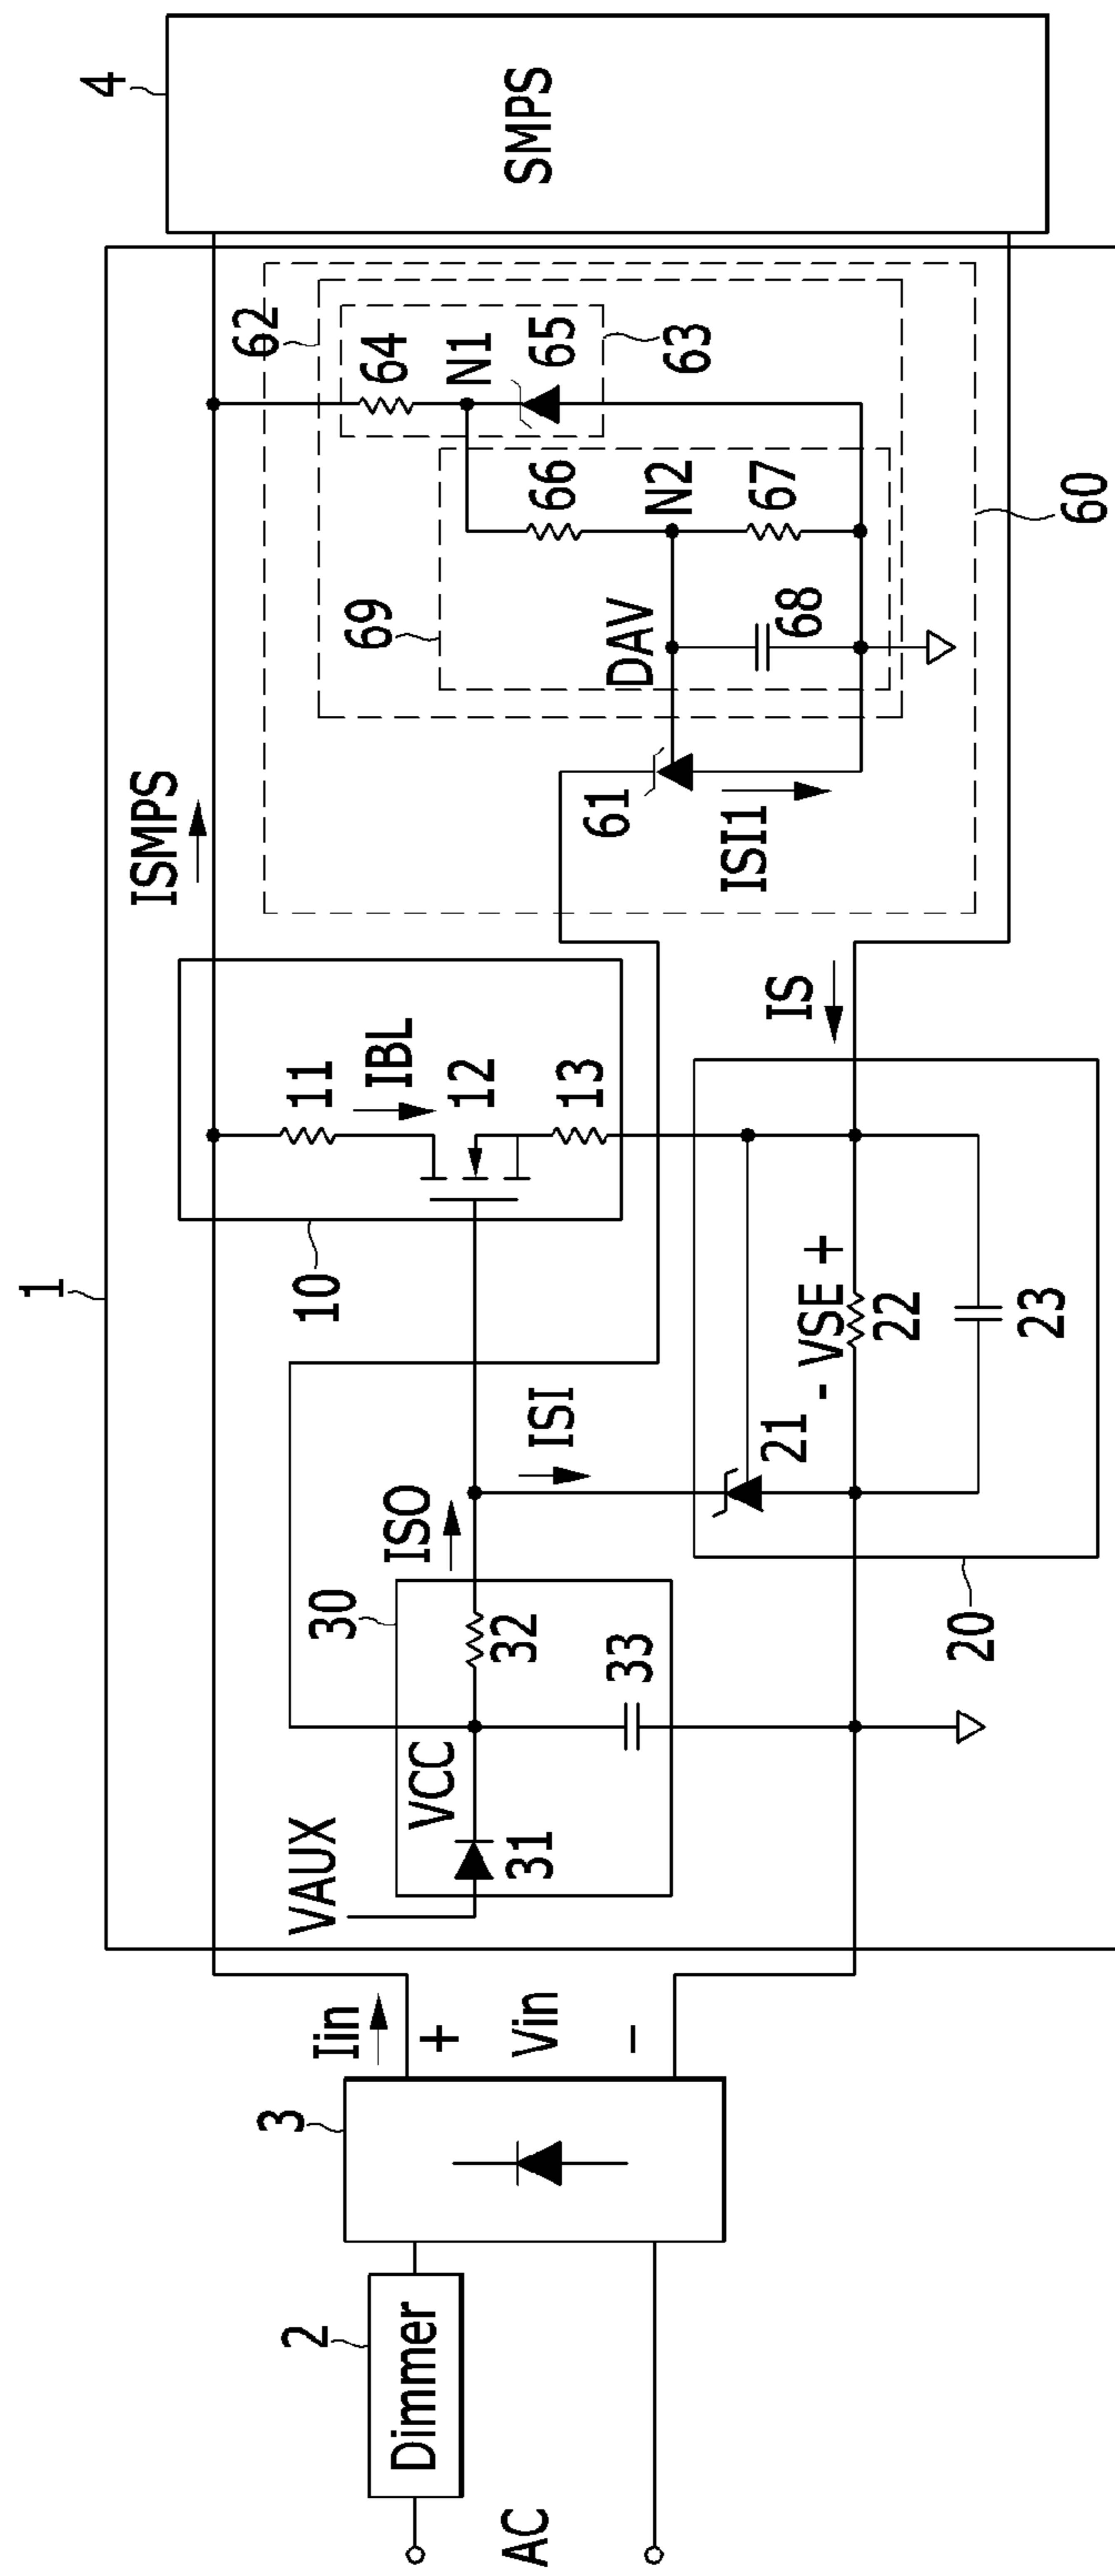 1
4
SMPS
62
64
N1
65
63
66
N2
67
60
69
DAV
68
61
ISI1
ISMPS
11
IBL
12
13
10
IS
- VSE +
22
23
21
ISI
20
ISO
30
32
33
VCC
VAUX
31
Iin
+
Vin
-
3
2
Dimmer
AC